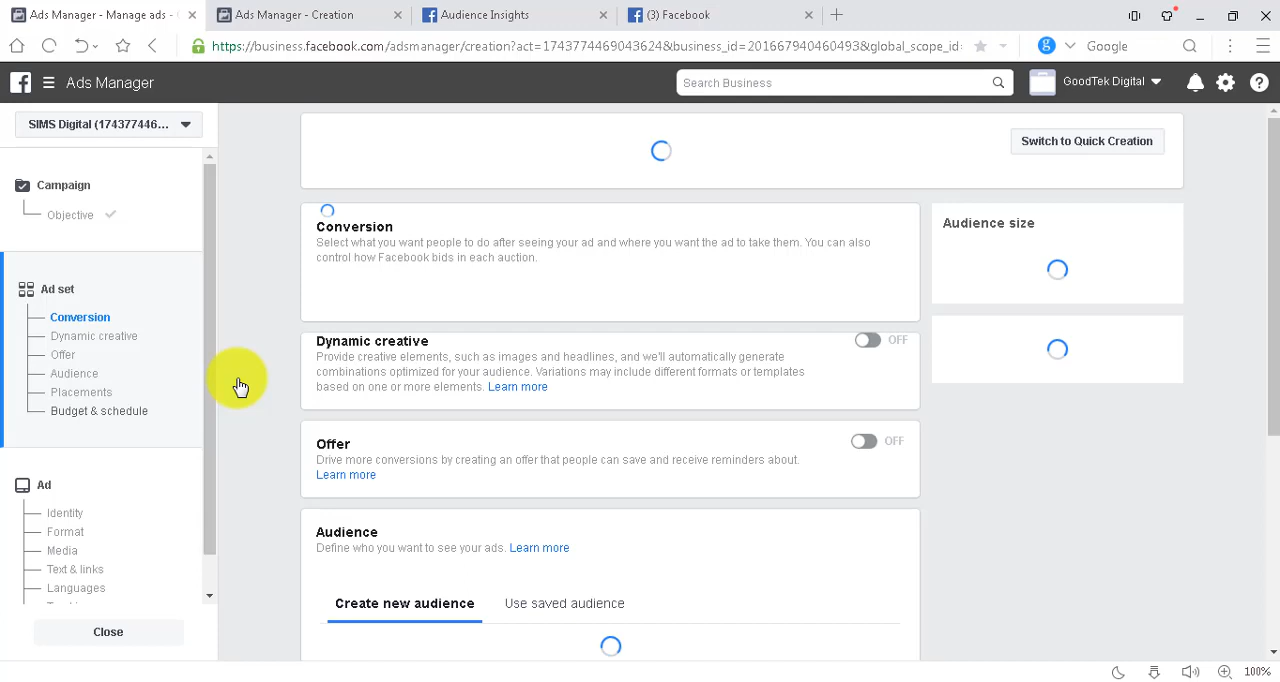 Ads Manager - Manage ads -
Ads Manager - Creation
Audience Insights
(3) Facebook
https://business.facebook.com/adsmanager/creation?act=1743774469043624&business_id=201667940460493&global_scope_id=
Google
Ads Manager
Search Business
GoodTek Digital
SIMS Digital (174377446...
Switch to Quick Creation
Campaign
Objective
Ad set
Conversion
Dynamic creative
Offer
Audience
Placements
Budget & schedule
Ad
Identity
Format
Media
Text & links
Languages
Close
Conversion
Select what you want people to do after seeing your ad and where you want the ad to take them. You can also
control how Facebook bids in each auction.
Audience size
Dynamic creative
OFF
Provide creative elements, such as images and headlines, and we'll automatically generate
combinations optimized for your audience. Variations may include different formats or templates
based on one or more elements. Learn more
Offer
OFF
Drive more conversions by creating an offer that people can save and receive reminders about.
Learn more
Audience
Define who you want to see your ads. Learn more
Create new audience
Use saved audience
100%